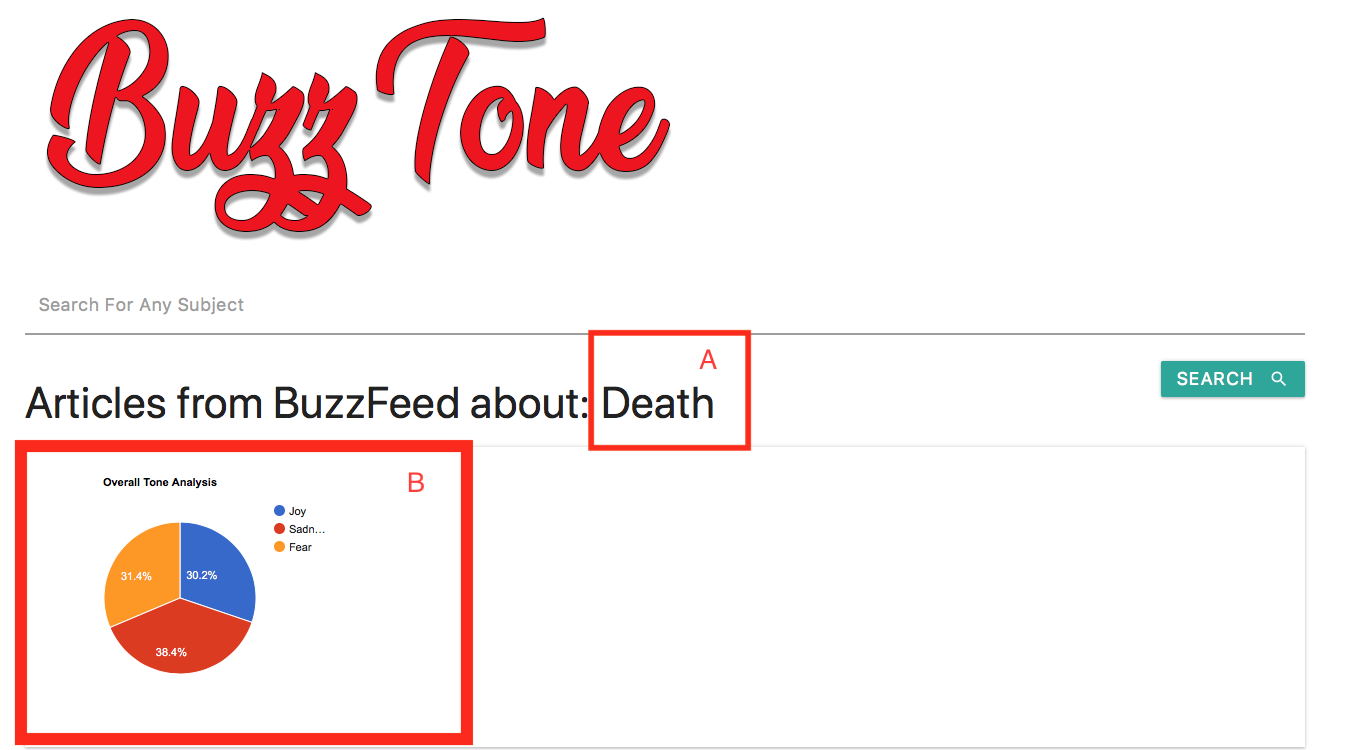 Buzz Tone
Search For Any Subject
A
SEARCH
Articles from BuzzFeed about: Death
B
Overall Tone Analysis
Joy
Sadn...
Fear
31.4%
30.2%
38.4%